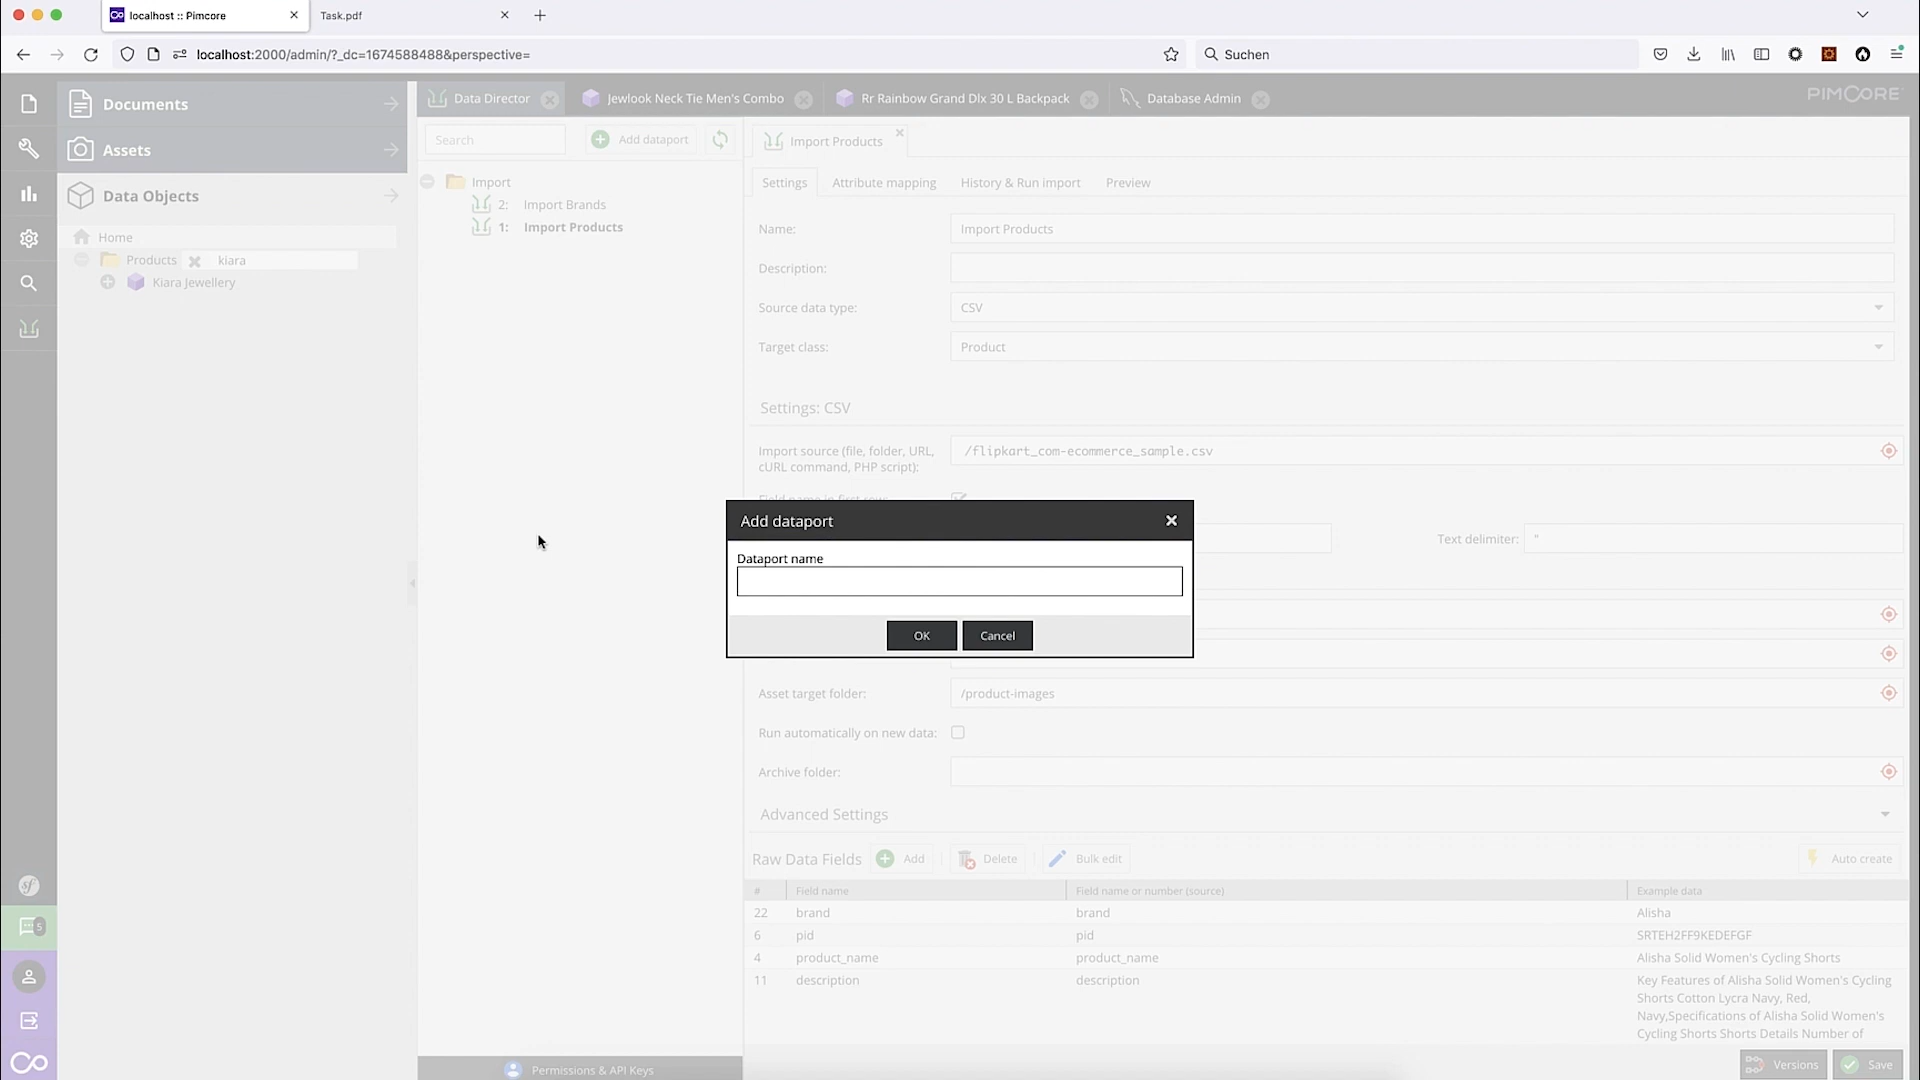 localhost :: Pimcore
Task.pdf
localhost:2000/admin/?_dc=1674588488&perspective=
Suchen
Documents
Assets
Data Objects
Home
Products
kiara
Kiara Jewellery
Data Director
Jewlook Neck Tie Men's Combo
Rr Rainbow Grand Dlx 30 L Backpack
Database Admin
PIMCORE
Search
Add dataport
Import
2: Import Brands
1: Import Products
Import Products
Settings
Attribute mapping
History & Run import
Preview
Name:
Import Products
Description:
Source data type:
CSV
Target class:
Product
Settings: CSV
Import source (file, folder, URL,
cURL command, PHP script):
/flipkart_com-ecommerce_sample.csv
Field name in first row:
Text delimiter:
"
Add dataport
Dataport name
OK
Cancel
Asset target folder:
/product-images
Run automatically on new data:
Archive folder:
Advanced Settings
Raw Data Fields
Add
Delete
Bulk edit
Auto create
# Field name Field name or number (source) Example data
22 brand brand Alisha
6 pid pid SRTEH2FF9KEDEFGF
4 product_name product_name Alisha Solid Women's Cycling Shorts
11 description description Key Features of Alisha Solid Women's Cycling
Shorts Cotton Lycra Navy, Red,
Navy,Specifications of Alisha Solid Women's
Cycling Shorts Shorts Details Number of
sf
5
Permissions & API Keys
Versions
Save